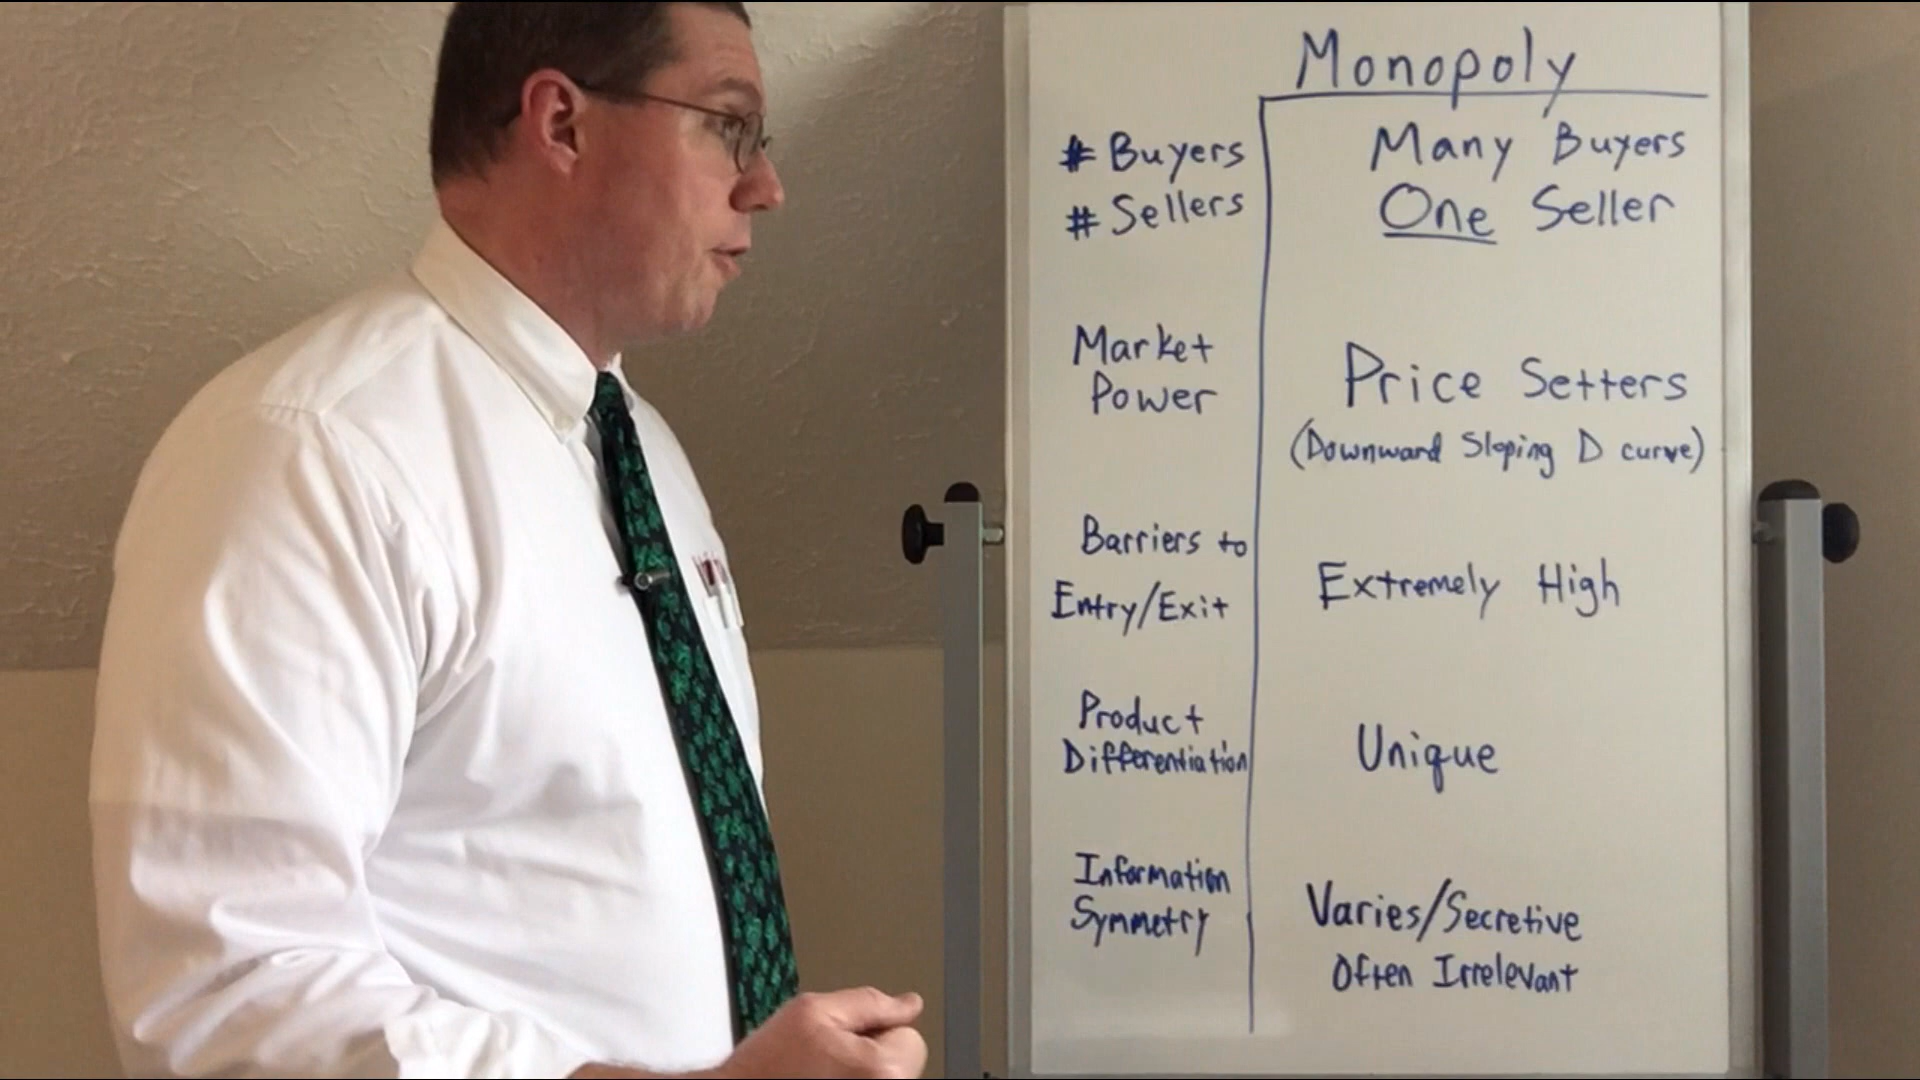 Monopoly
# Buyers
# Sellers
Many Buyers
One Seller
Market
Power
Price Setters
(Downward Sloping D curve)
Barriers to
Entry/Exit
Extremely High
Product
Differentiation
Unique
Information
Symmetry
Varies/Secretive
Often Irrelevant